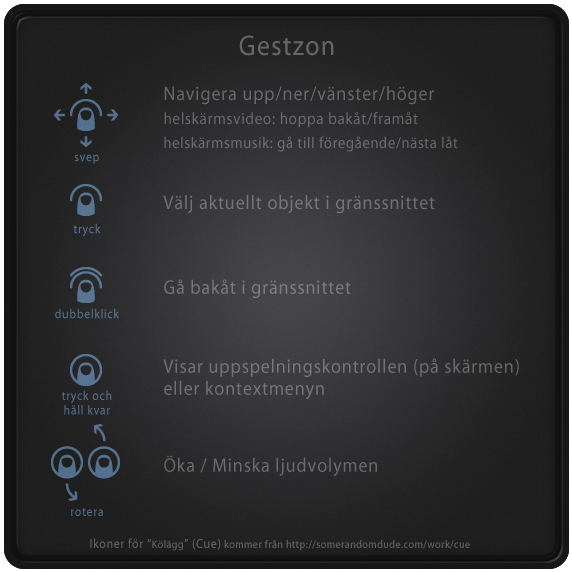 Gestzon
Navigera upp/ner/vänster/höger
helskärmsvideo: hoppa bakåt/framåt
helskärmsmusik: gå till föregående/nästa låt
svep
Välj aktuellt objekt i gränssnittet
tryck
Gå bakåt i gränssnittet
dubbelklick
Visar uppspelningskontrollen (på skärmen)
eller kontextmenyn
tryck och
håll kvar
Öka / Minska ljudvolymen
rotera
Ikoner för "Kölägg" (Cue) kommer från http://somerandomdude.com/work/cue